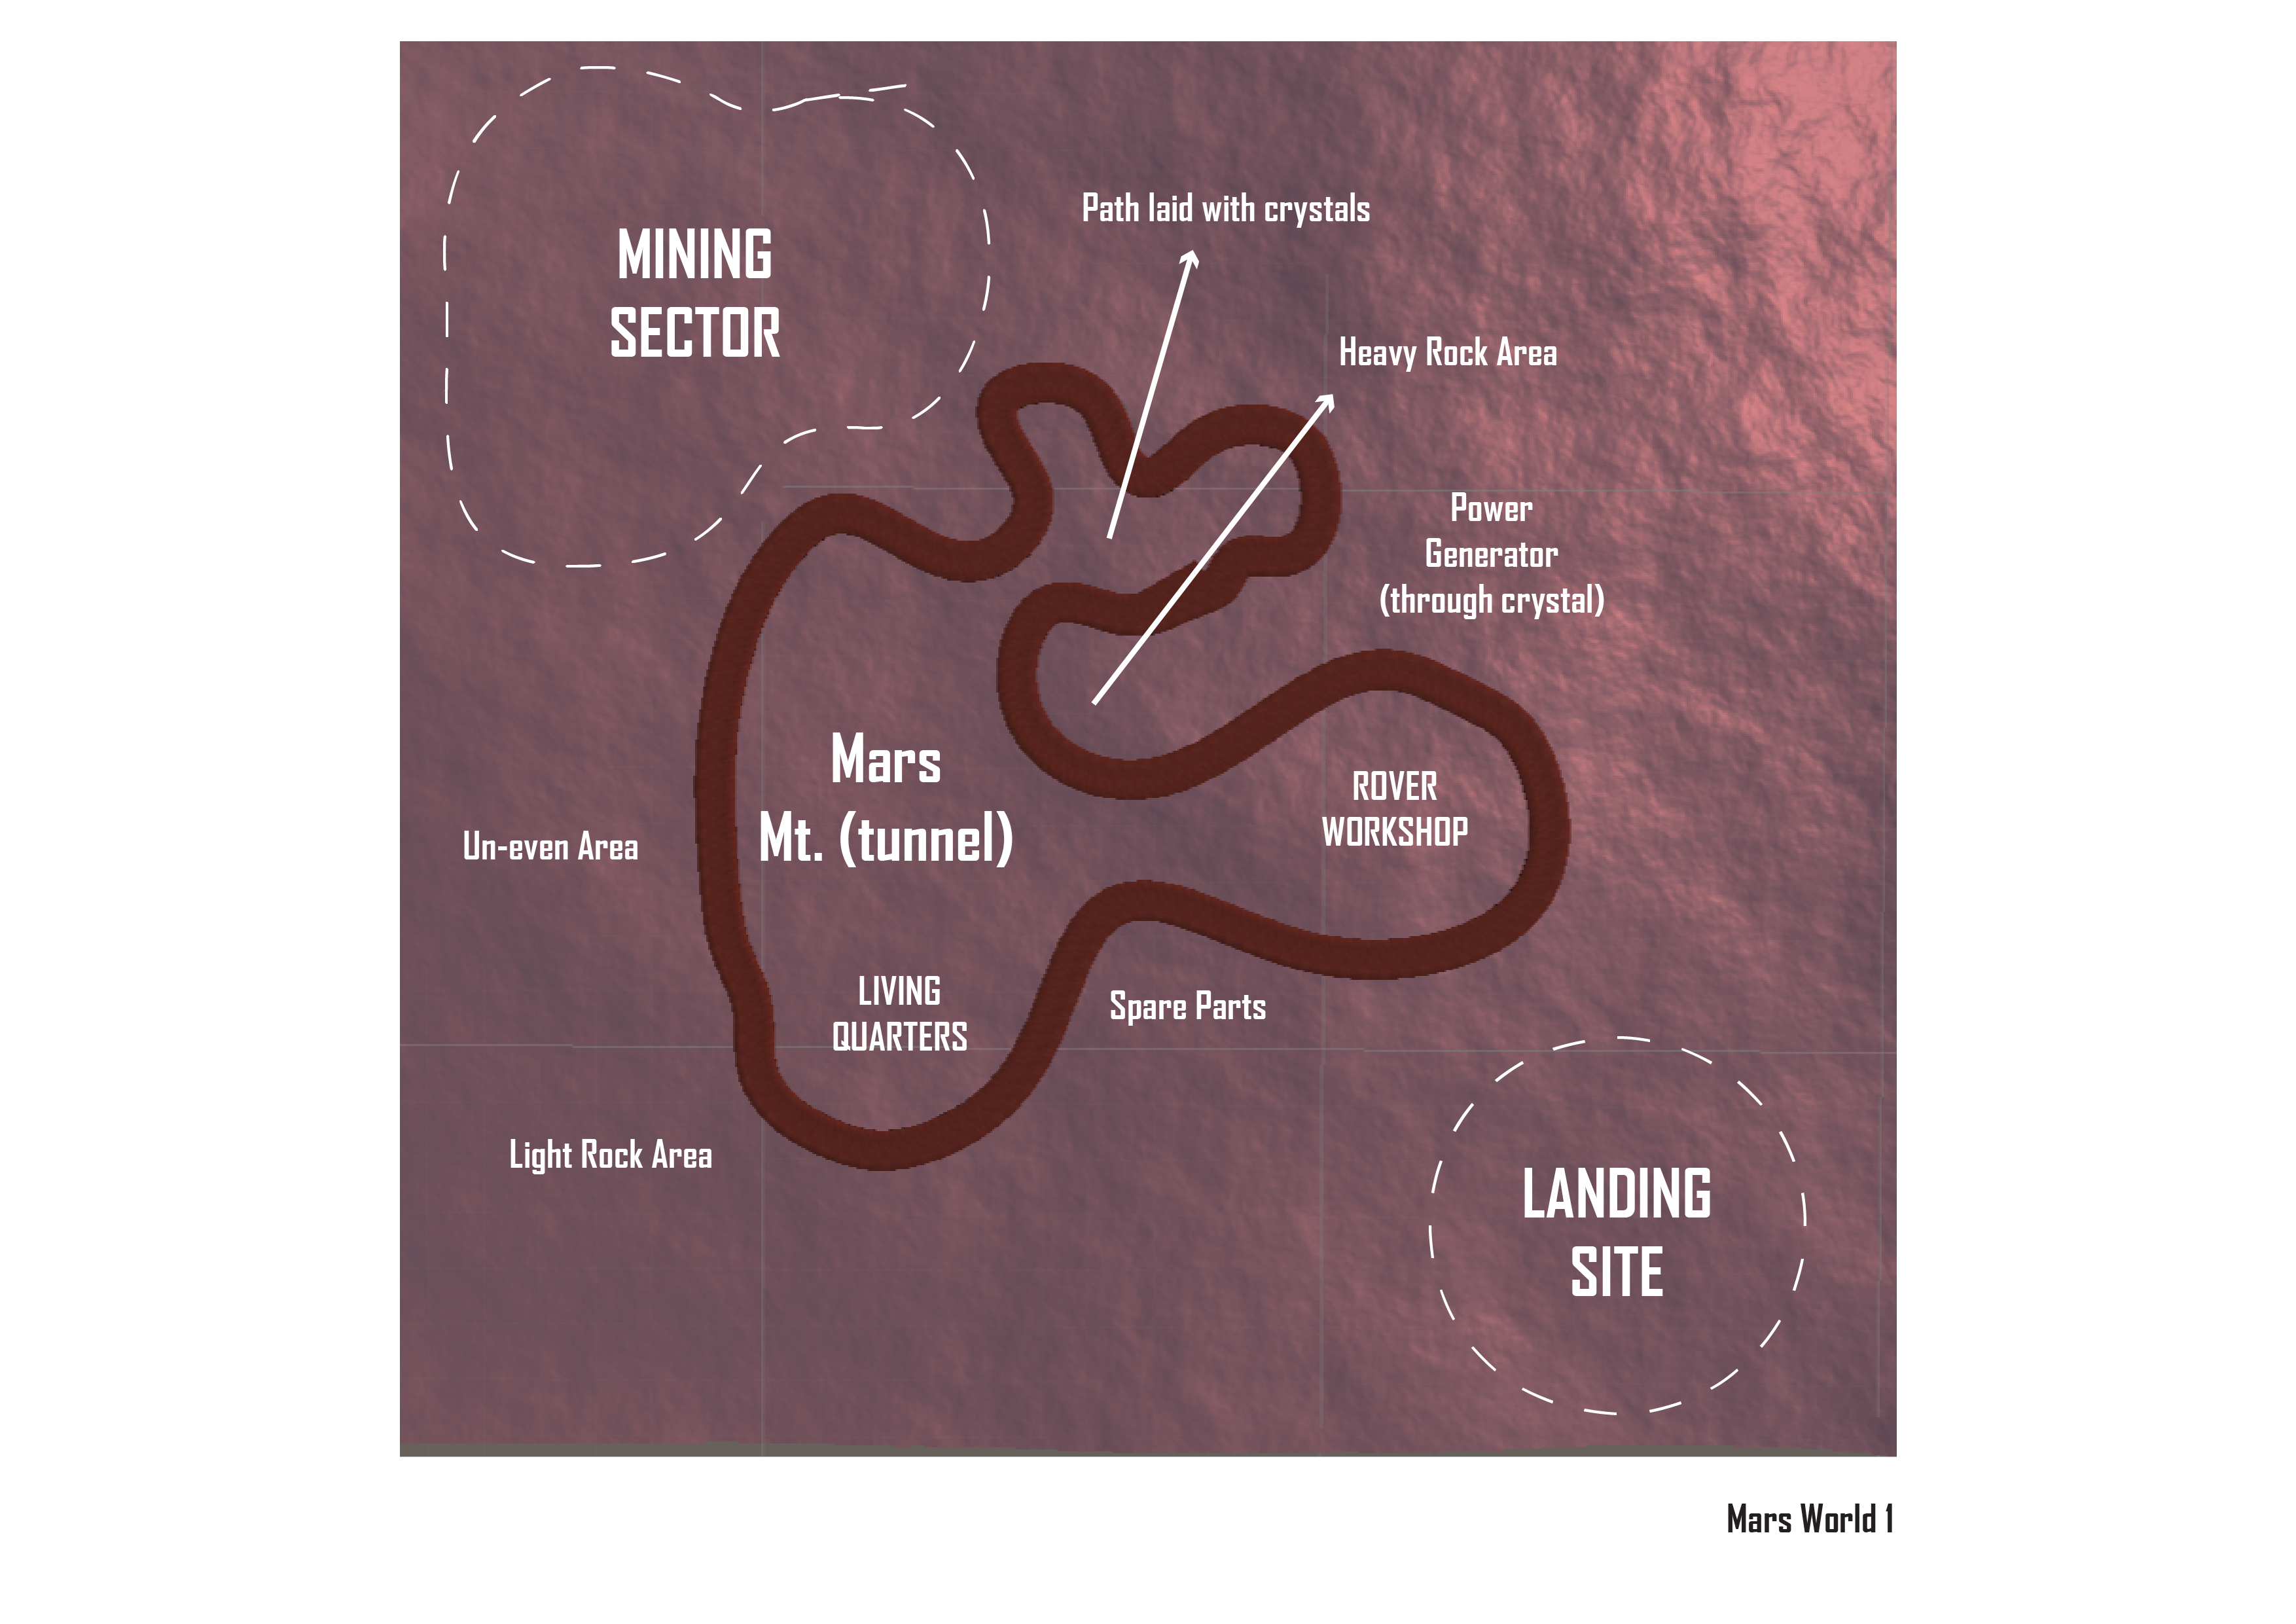 MINING
SECTOR
Path laid with crystals
Heavy Rock Area
Power
Generator
(through crystal)
Mars
Mt. (tunnel)
ROVER
WORKSHOP
Un-even Area
LIVING
QUARTERS
Spare Parts
Light Rock Area
LANDING
SITE
Mars World 1